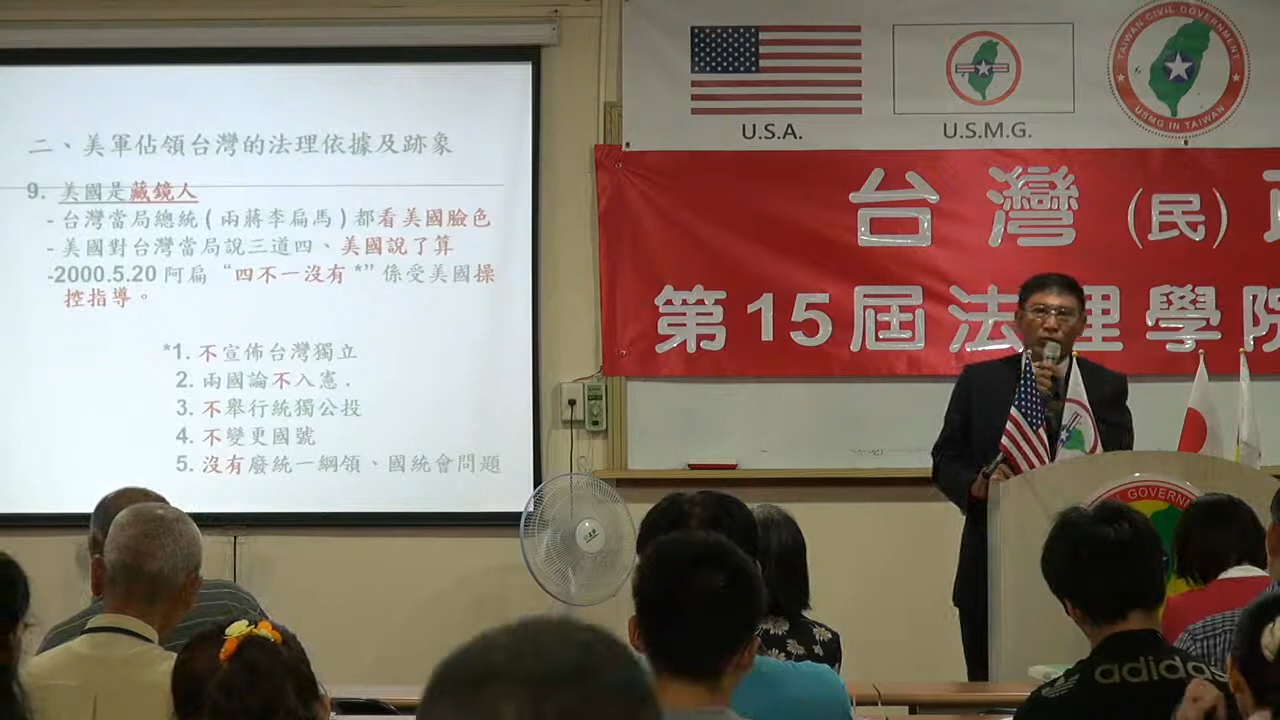 二、美軍佔領台灣的法理依據及跡象
9. 美國是藏鏡人
- 台灣當局總統 ( 兩蔣李扁馬 ) 都看美國臉色
- 美國對台灣當局說三道四、美國說了算
-2000.5.20 阿扁 “四不一沒有 *” 係受美國操
控指導。
*1. 不宣佈台灣獨立
2. 兩國論不入憲 .
3. 不舉行統獨公投
4. 不變更國號
5. 沒有廢統一綱領、國統會問題
U.S.A.
U.S.M.G.
TAIWAN CIVIL GOVERNMENT
USMG IN TAIWAN
台灣(民)
第15屆法理學院
GOVERNMENT
adidas